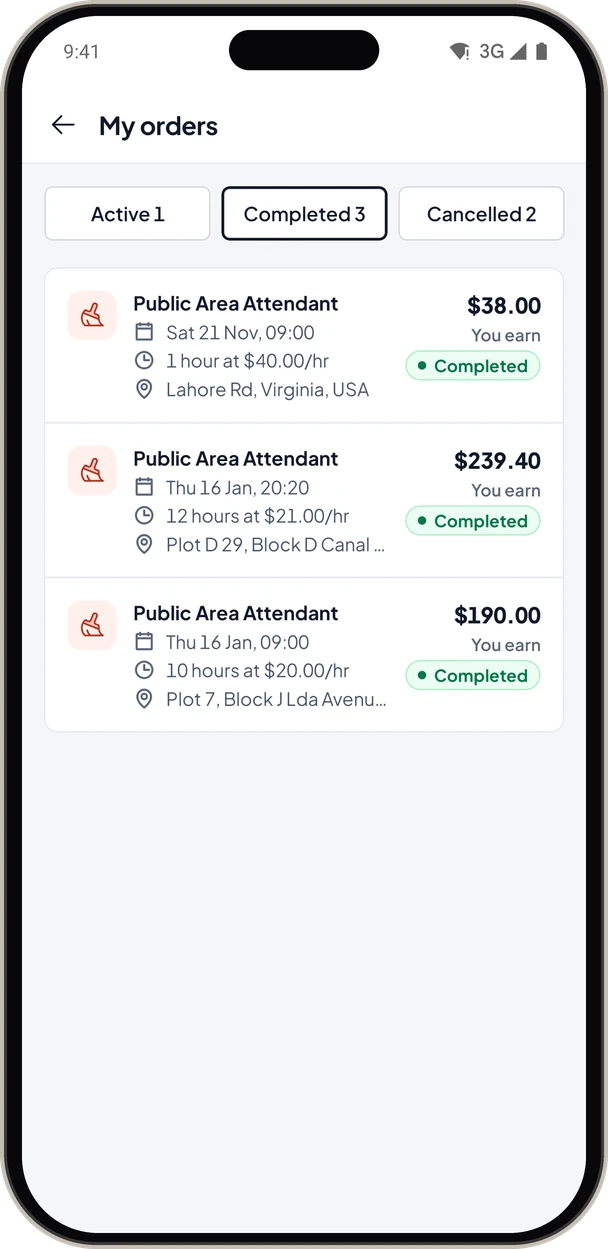 9:41
3G
My orders
Active 1
Completed 3
Cancelled 2
Public Area Attendant
$38.00
Sat 21 Nov, 09:00
You earn
1 hour at $40.00/hr
Completed
Lahore Rd, Virginia, USA
Public Area Attendant
$239.40
Thu 16 Jan, 20:20
You earn
12 hours at $21.00/hr
Completed
Plot D 29, Block D Canal ...
Public Area Attendant
$190.00
Thu 16 Jan, 09:00
You earn
10 hours at $20.00/hr
Completed
Plot 7, Block J Lda Avenu...